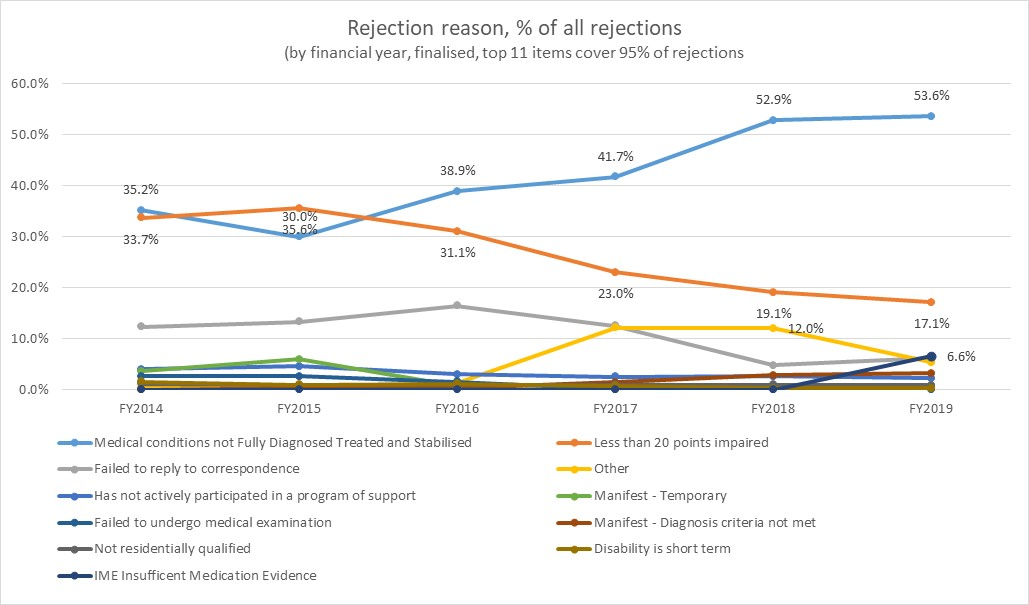 Rejection reason, % of all rejections
(by financial year, finalised, top 11 items cover 95% of rejections
60.0%
50.0%
40.0%
30.0%
20.0%
10.0%
0.0%
35.2%
33.7%
30.0%
35.6%
38.9%
31.1%
41.7%
23.0%
52.9%
19.1%
12.0%
53.6%
17.1%
6.6%
FY2014 FY2015 FY2016 FY2017 FY2018 FY2019
Medical conditions not Fully Diagnosed Treated and Stabilised
Less than 20 points impaired
Failed to reply to correspondence
Other
Has not actively participated in a program of support
Manifest - Temporary
Failed to undergo medical examination
Manifest - Diagnosis criteria not met
Not residentially qualified
Disability is short term
IME Insufficent Medication Evidence